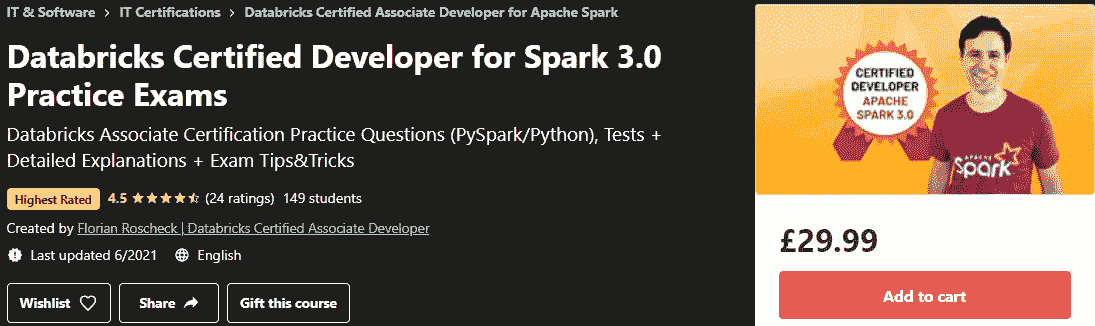 IT & Software > IT Certifications > Databricks Certified Associate Developer for Apache Spark
Databricks Certified Developer for Spark 3.0
Practice Exams
Databricks Associate Certification Practice Questions (PySpark/Python), Tests +
Detailed Explanations + Exam Tips&Tricks
Highest Rated 4.5 (24 ratings) 149 students
Created by Florian Roscheck | Databricks Certified Associate Developer
Last updated 6/2021 English
Wishlist Share Gift this course
CERTIFIED
DEVELOPER
APACHE
SPARK 3.0
APACHE
Spark
£29.99
Add to cart